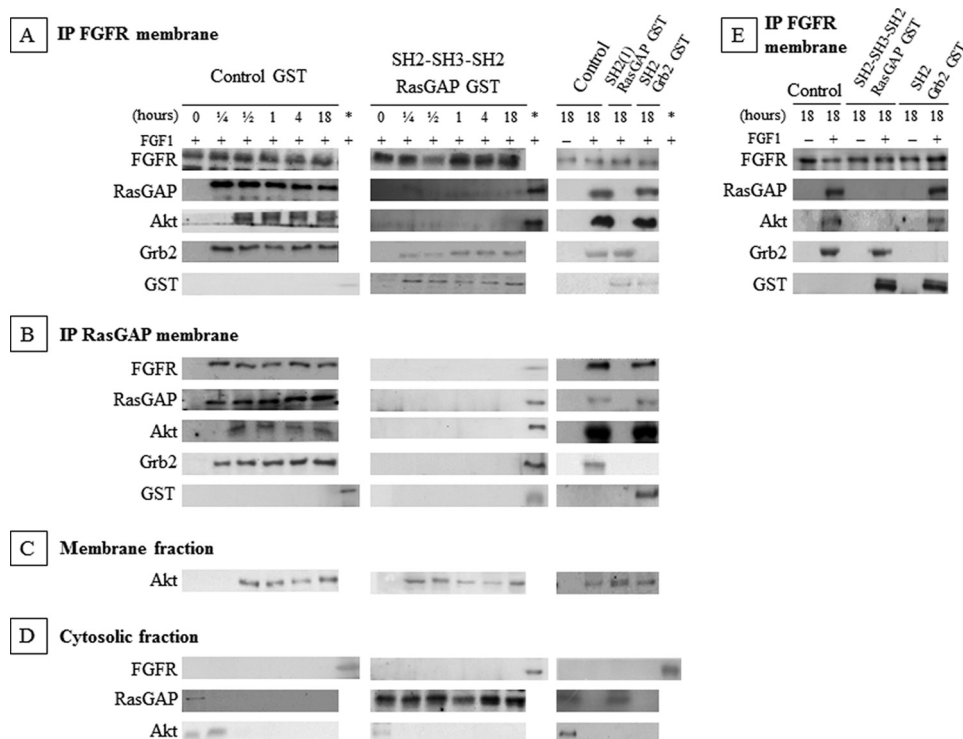 A IP FGFR membrane
Control GST
SH2-SH3-SH2
RasGAP GST
Control
SH2(1)
RasGAP GST
SH2
Grb2 GST
(hours) 0 ¼ ½ 1 4 18 * 0 ¼ ½ 1 4 18 * 18 18 18 18 *
FGF1 + + + + + + + + + + + + + + − + + + +
FGFR
RasGAP
Akt
Grb2
GST
B IP RasGAP membrane
FGFR
RasGAP
Akt
Grb2
GST
C Membrane fraction
Akt
D Cytosolic fraction
FGFR
RasGAP
Akt
E IP FGFR
membrane
Control
SH2-SH3-SH2
RasGAP GST
SH2
Grb2 GST
18 18 18 18 18 18
FGF1 − + − + − +
FGFR
RasGAP
Akt
Grb2
GST